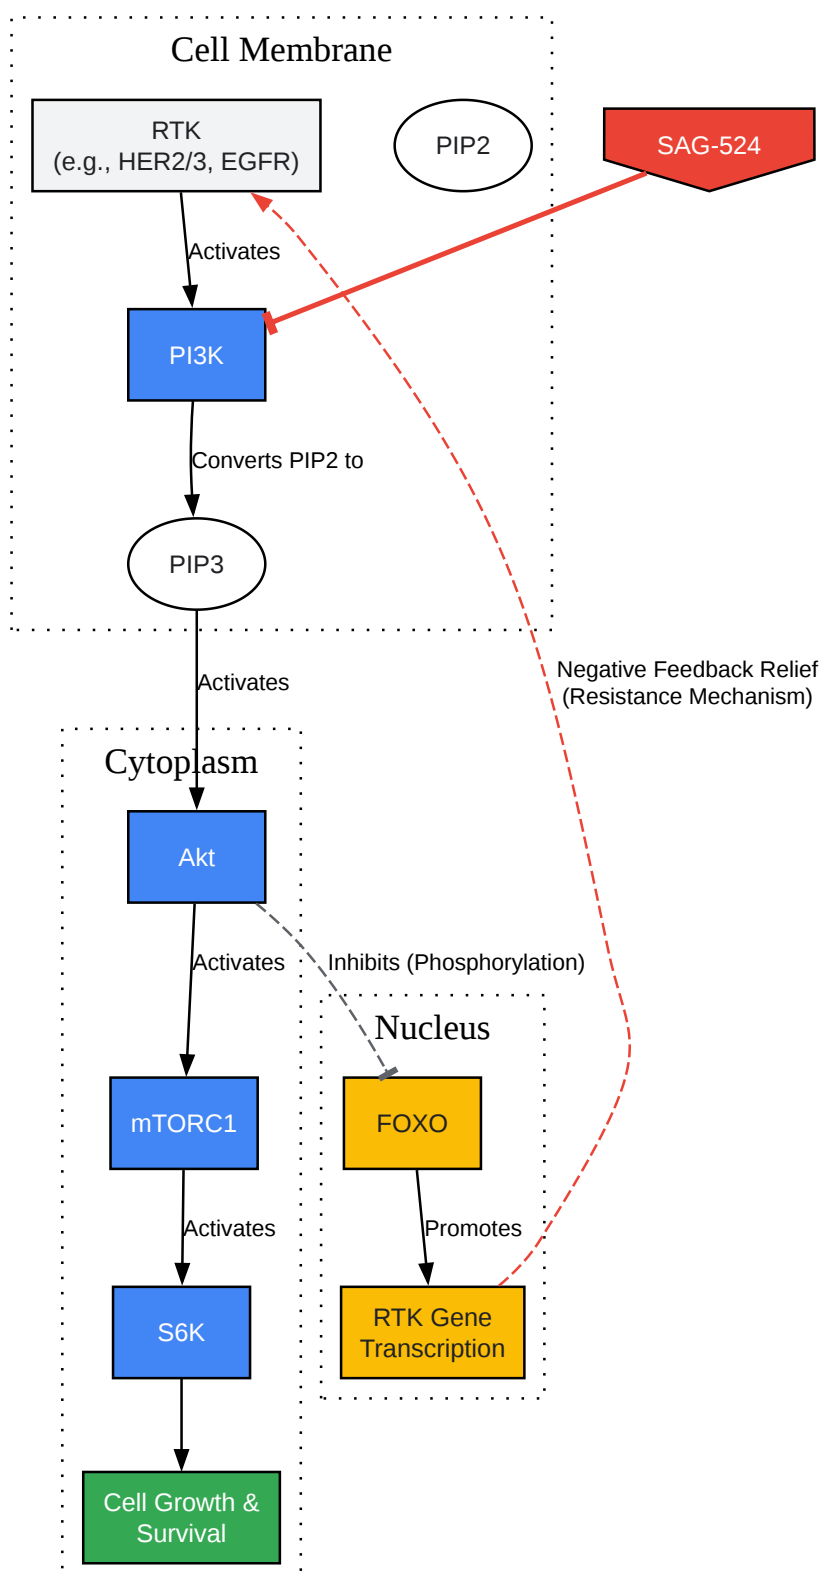 Cell Membrane
RTK
(e.g., HER2/3, EGFR)
PIP2
SAG-524
Activates
PI3K
Converts PIP2 to
PIP3
Negative Feedback Relief
(Resistance Mechanism)
Activates
Cytoplasm
Akt
Activates
Inhibits (Phosphorylation)
Nucleus
mTORC1
FOXO
Activates
Promotes
S6K
RTK Gene
Transcription
Cell Growth &
Survival